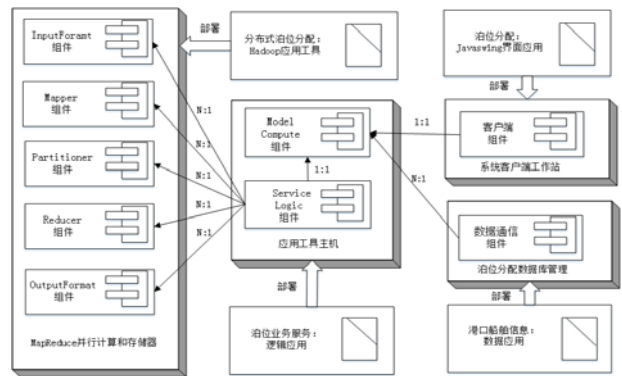 InputForamt
组件
Mapper
组件
Partitioner
组件
Reducer
组件
OutputFormat
组件
MapReduce并行计算和存储器
部署
分布式泊位分配:
Hadoop应用工具
N:1
N:1
N:1
N:1
N:1
Model
Compute
组件
1:1
Service
Logic
组件
应用工具主机
部署
泊位业务服务:
逻辑应用
泊位分配:
Javaswing界面应用
部署
1:1
客户端
组件
系统客户端工作站
N:1
数据通信
组件
泊位分配数据库管理
部署
港口船舶信息:
数据应用